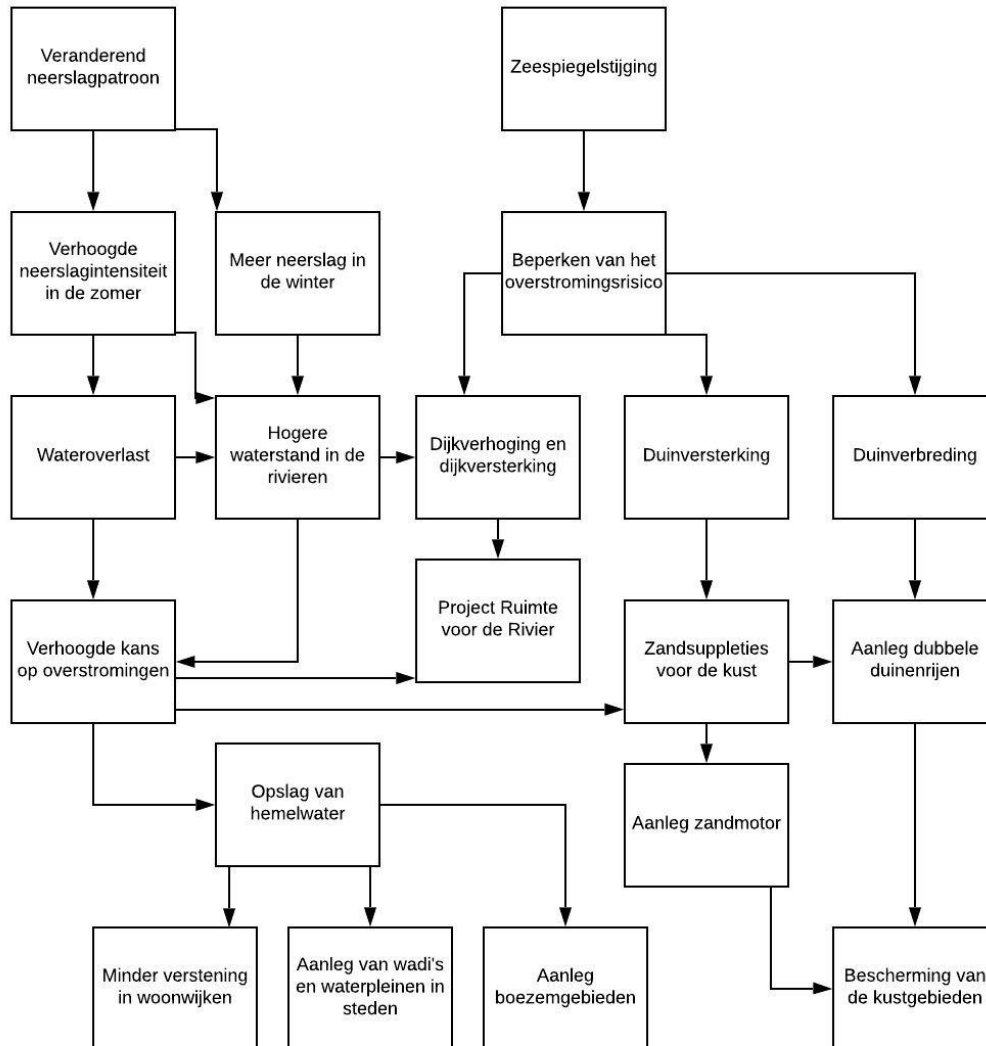 Veranderend
neerslagpatroon
Zeespiegelstijging
Verhoogde
neerslagintensiteit
in de zomer
Meer neerslag in
de winter
Beperken van het
overstromingsrisico
Wateroverlast
Hogere
waterstand in de
rivieren
Dijkverhoging en
dijkversterking
Duinversterking
Duinverbreding
Verhoogde kans
op overstromingen
Project Ruimte
voor de Rivier
Zandsuppleties
voor de kust
Aanleg dubbele
duinenrijen
Opslag van
hemelwater
Aanleg zandmotor
Minder verstening
in woonwijken
Aanleg van wadi's
en waterpleinen in
steden
Aanleg
boezemgebieden
Bescherming van
de kustgebieden